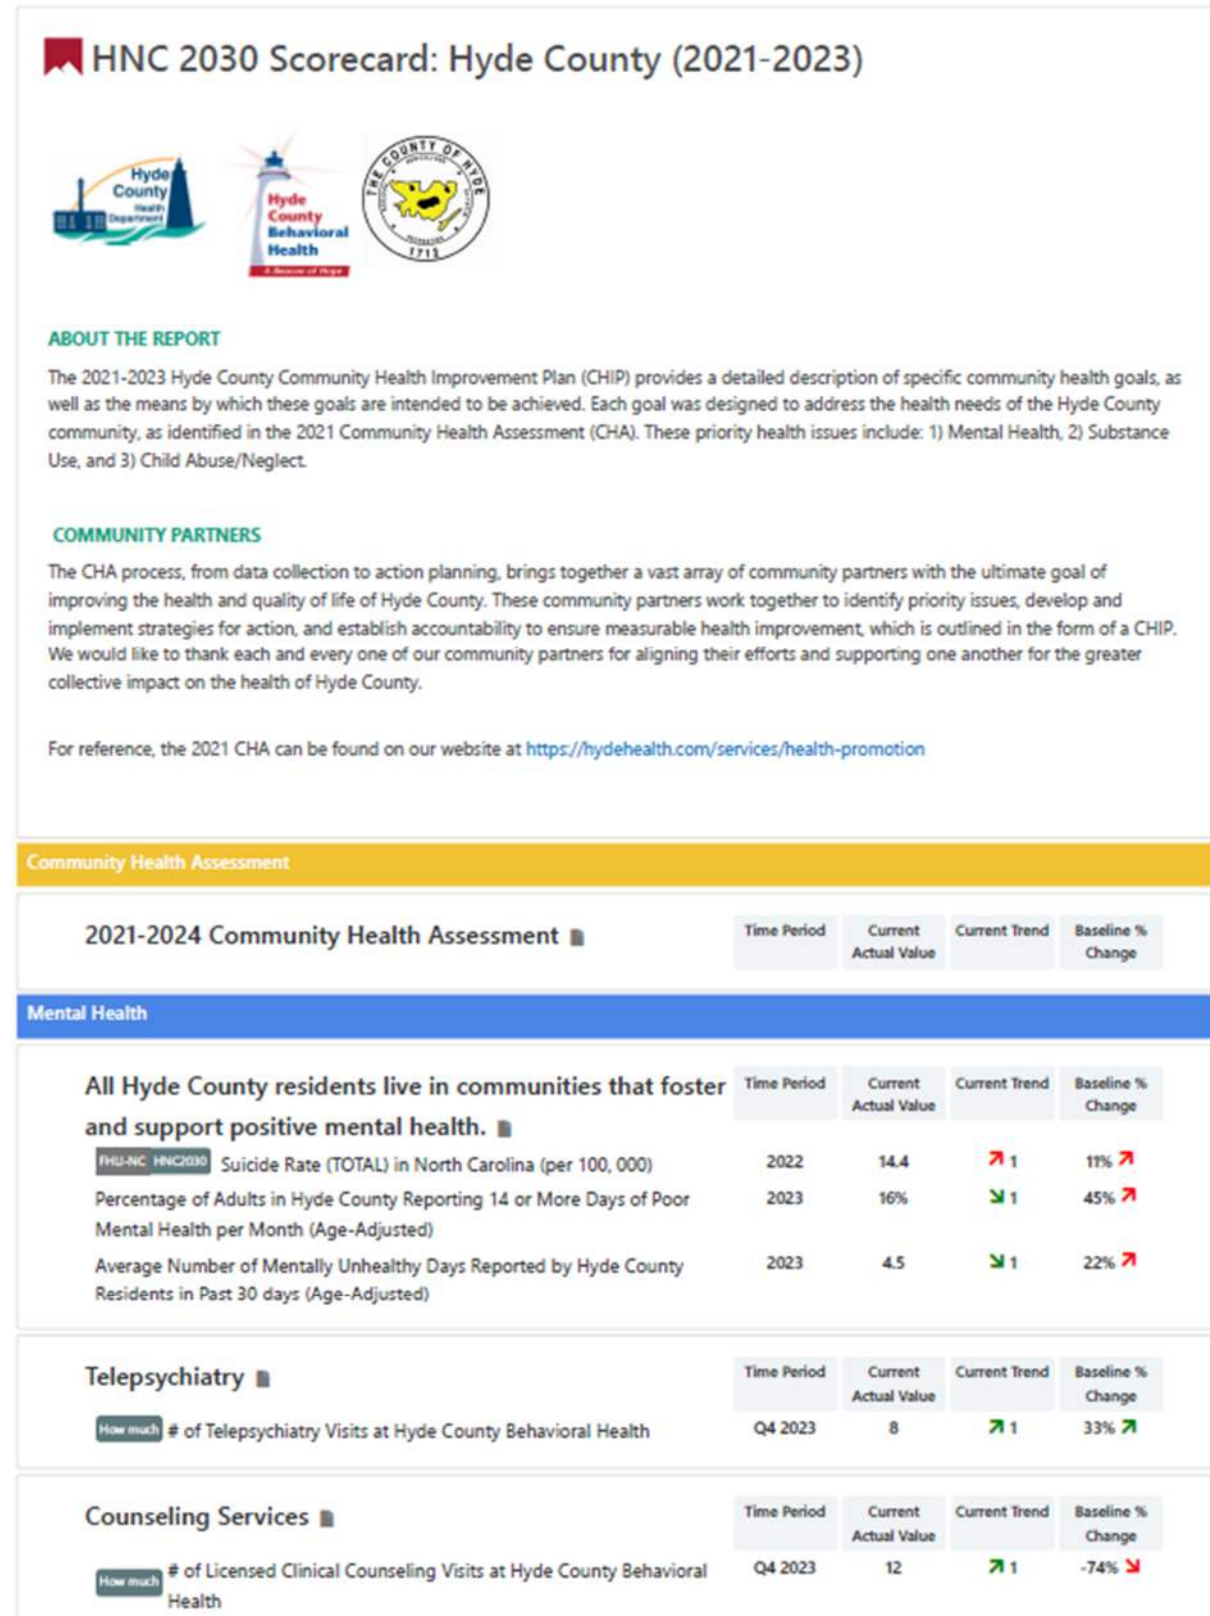 HNC 2030 Scorecard: Hyde County (2021-2023)
Hyde
County
Health
Department
Hyde
County
Behavioral
Health
A Beacon of Hope
THE COUNTY OF HYDE
1712
ABOUT THE REPORT
The 2021-2023 Hyde County Community Health Improvement Plan (CHIP) provides a detailed description of specific community health goals, as
well as the means by which these goals are intended to be achieved. Each goal was designed to address the health needs of the Hyde County
community, as identified in the 2021 Community Health Assessment (CHA). These priority health issues include: 1) Mental Health, 2) Substance
Use, and 3) Child Abuse/Neglect.
COMMUNITY PARTNERS
The CHA process, from data collection to action planning, brings together a vast array of community partners with the ultimate goal of
improving the health and quality of life of Hyde County. These community partners work together to identify priority issues, develop and
implement strategies for action, and establish accountability to ensure measurable health improvement, which is outlined in the form of a CHIP.
We would like to thank each and every one of our community partners for aligning their efforts and supporting one another for the greater
collective impact on the health of Hyde County.
For reference, the 2021 CHA can be found on our website at https://hydehealth.com/services/health-promotion
Community Health Assessment
2021-2024 Community Health Assessment Time Period Current Actual Value Current Trend Baseline % Change
Mental Health
All Hyde County residents live in communities that foster Time Period Current Actual Value Current Trend Baseline % Change
and support positive mental health.
FHLI-NC HNC2030 Suicide Rate (TOTAL) in North Carolina (per 100, 000) 2022 14.4 1 11%
Percentage of Adults in Hyde County Reporting 14 or More Days of Poor 2023 16% 1 45%
Mental Health per Month (Age-Adjusted)
Average Number of Mentally Unhealthy Days Reported by Hyde County 2023 4.5 1 22%
Residents in Past 30 days (Age-Adjusted)
Telepsychiatry Time Period Current Actual Value Current Trend Baseline % Change
How much # of Telepsychiatry Visits at Hyde County Behavioral Health Q4 2023 8 1 33%
Counseling Services Time Period Current Actual Value Current Trend Baseline % Change
How much # of Licensed Clinical Counseling Visits at Hyde County Behavioral Q4 2023 12 1 -74%
Health